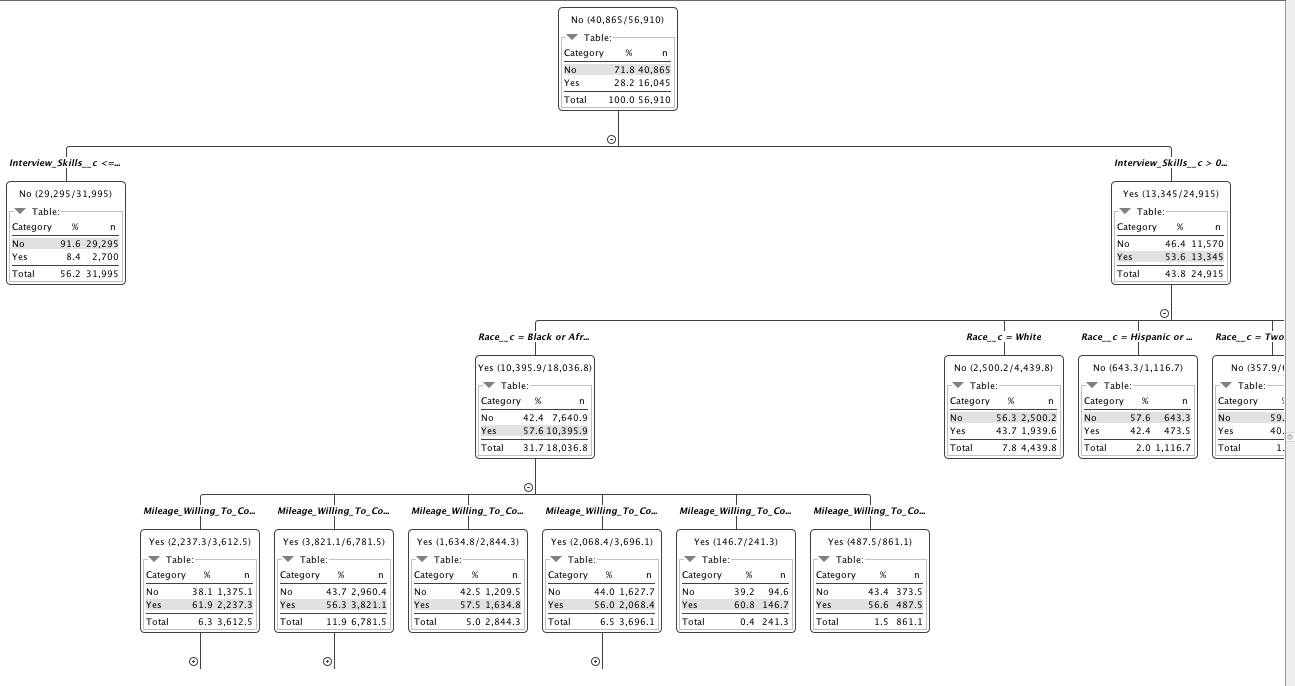 No (40,865/56,910)
Table:
Category % n
No 71.8 40,865
Yes 28.2 16,045
Total 100.0 56,910
Interview_Skills__c <=...
No (29,295/31,995)
Table:
Category % n
No 91.6 29,295
Yes 8.4 2,700
Total 56.2 31,995
Interview_Skills__c > 0...
Yes (13,345/24,915)
Table:
Category % n
No 46.4 11,570
Yes 53.6 13,345
Total 43.8 24,915
Race__c = Black or Afr...
Yes (10,395.9/18,036.8)
Table:
Category % n
No 42.4 7,640.9
Yes 57.6 10,395.9
Total 31.7 18,036.8
Race__c = White
No (2,500.2/4,439.8)
Table:
Category % n
No 56.3 2,500.2
Yes 43.7 1,939.6
Total 7.8 4,439.8
Race__c = Hispanic or ...
No (643.3/1,116.7)
Table:
Category % n
No 57.6 643.3
Yes 42.4 473.5
Total 2.0 1,116.7
Race__c = Two
No (357.9/
Table:
Category
No 59.
Yes 40.
Total 1.
Mileage_Willing_To_Co...
Yes (2,237.3/3,612.5)
Table:
Category % n
No 38.1 1,375.1
Yes 61.9 2,237.3
Total 6.3 3,612.5
Mileage_Willing_To_Co...
Yes (3,821.1/6,781.5)
Table:
Category % n
No 43.7 2,960.4
Yes 56.3 3,821.1
Total 11.9 6,781.5
Mileage_Willing_To_Co...
Yes (1,634.8/2,844.3)
Table:
Category % n
No 42.5 1,209.5
Yes 57.5 1,634.8
Total 5.0 2,844.3
Mileage_Willing_To_Co...
Yes (2,068.4/3,696.1)
Table:
Category % n
No 44.0 1,627.7
Yes 56.0 2,068.4
Total 6.5 3,696.1
Mileage_Willing_To_Co...
Yes (146.7/241.3)
Table:
Category % n
No 39.2 94.6
Yes 60.8 146.7
Total 0.4 241.3
Mileage_Willing_To_Co...
Yes (487.5/861.1)
Table:
Category % n
No 43.4 373.5
Yes 56.6 487.5
Total 1.5 861.1